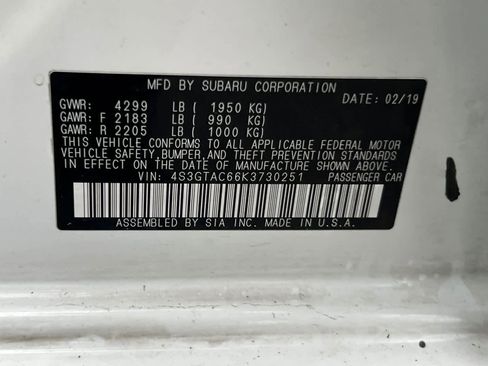 MFD BY SUBARU CORPORATION
GVWR: 4299 LB ( 1950 KG) DATE: 02/19
GAWR: F 2183 LB ( 990 KG)
GAWR: R 2205 LB ( 1000 KG)
THIS VEHICLE CONFORMS TO ALL APPLICABLE FEDERAL MOTOR
VEHICLE SAFETY, BUMPER, AND THEFT PREVENTION STANDARDS
IN EFFECT ON THE DATE OF MANUFACTURE SHOWN ABOVE.
VIN: 4S3GTAC66K3730251 PASSENGER CAR
ASSEMBLED BY SIA INC. MADE IN U.S.A.